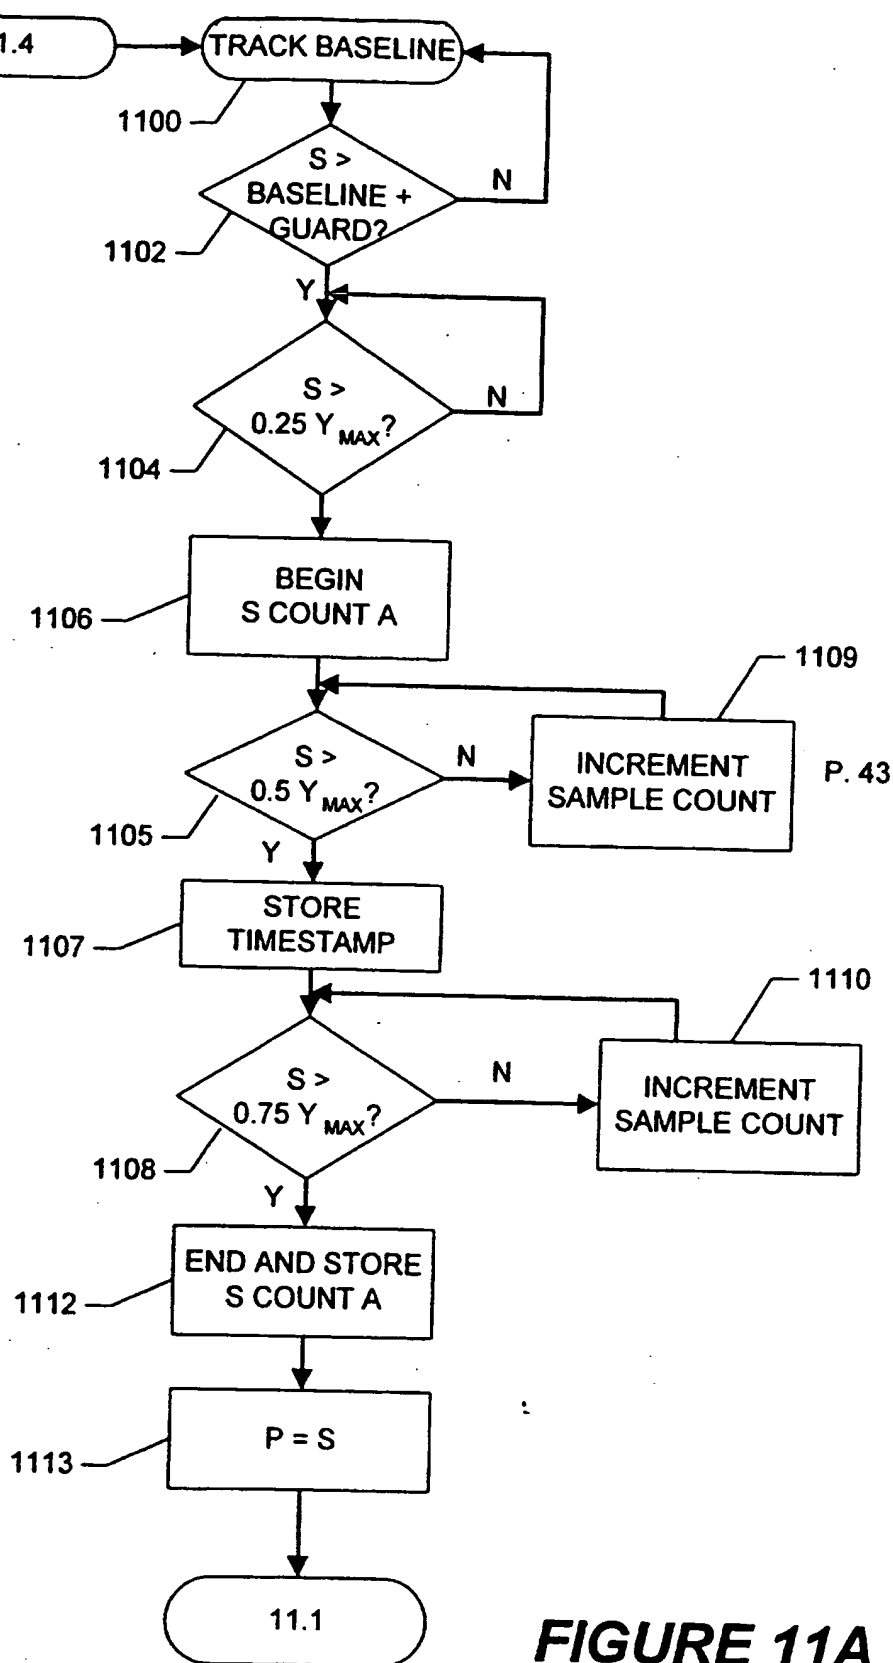 1.4
TRACK BASELINE
1100
S >
BASELINE +
GUARD?
N
1102
Y
S >
0.25 Y MAX?
N
1104
BEGIN
S COUNT A
1106
1109
S >
0.5 Y MAX?
N
INCREMENT
SAMPLE COUNT
P. 43
1105
Y
STORE
TIMESTAMP
1107
1110
S >
0.75 Y MAX?
N
INCREMENT
SAMPLE COUNT
1108
Y
END AND STORE
S COUNT A
1112
P = S
1113
11.1
FIGURE 11A